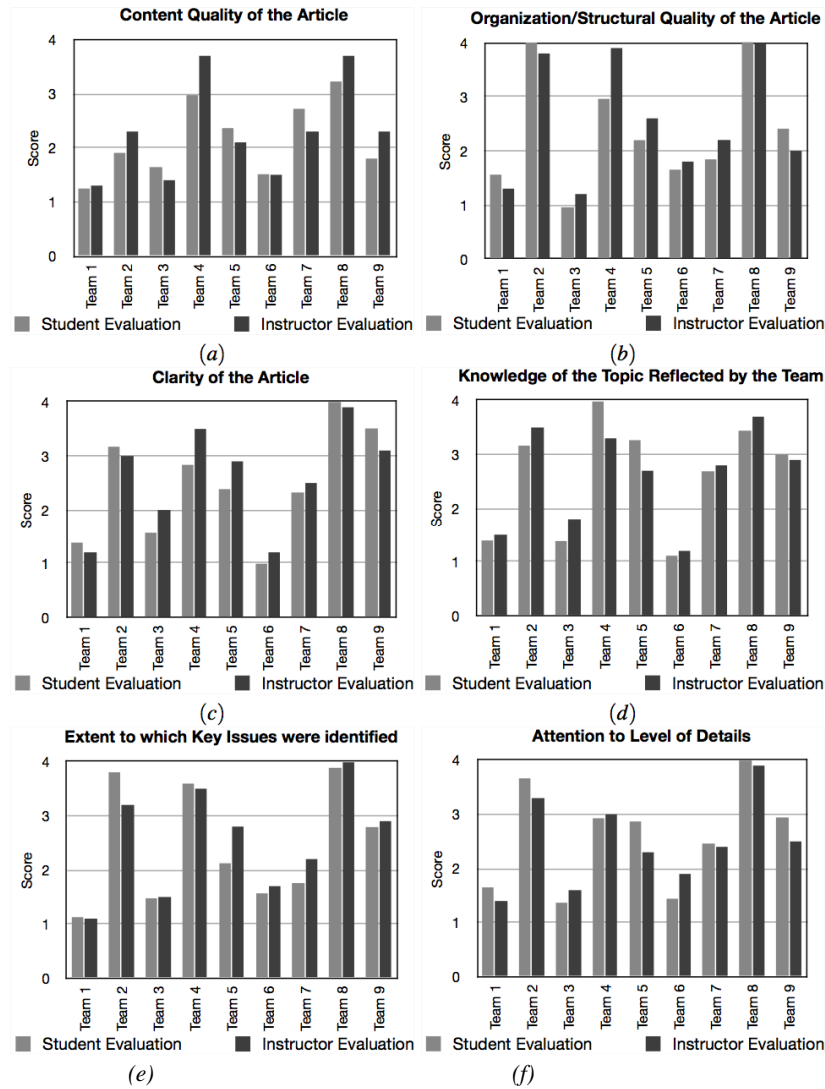 Content Quality of the Article
4
3
2
1
0
Score
Team 1
Team 2
Team 3
Team 4
Team 5
Team 6
Team 7
Team 8
Team 9
Student Evaluation
Instructor Evaluation
(a)
Organization/Structural Quality of the Article
4
3
2
1
0
Score
Team 1
Team 2
Team 3
Team 4
Team 5
Team 6
Team 7
Team 8
Team 9
Student Evaluation
Instructor Evaluation
(b)
Clarity of the Article
4
3
2
1
0
Score
Team 1
Team 2
Team 3
Team 4
Team 5
Team 6
Team 7
Team 8
Team 9
Student Evaluation
Instructor Evaluation
(c)
Knowledge of the Topic Reflected by the Team
4
3
2
1
0
Score
Team 1
Team 2
Team 3
Team 4
Team 5
Team 6
Team 7
Team 8
Team 9
Student Evaluation
Instructor Evaluation
(d)
Extent to which Key Issues were identified
4
3
2
1
0
Score
Team 1
Team 2
Team 3
Team 4
Team 5
Team 6
Team 7
Team 8
Team 9
Student Evaluation
Instructor Evaluation
(e)
Attention to Level of Details
4
3
2
1
0
Score
Team 1
Team 2
Team 3
Team 4
Team 5
Team 6
Team 7
Team 8
Team 9
Student Evaluation
Instructor Evaluation
(f)